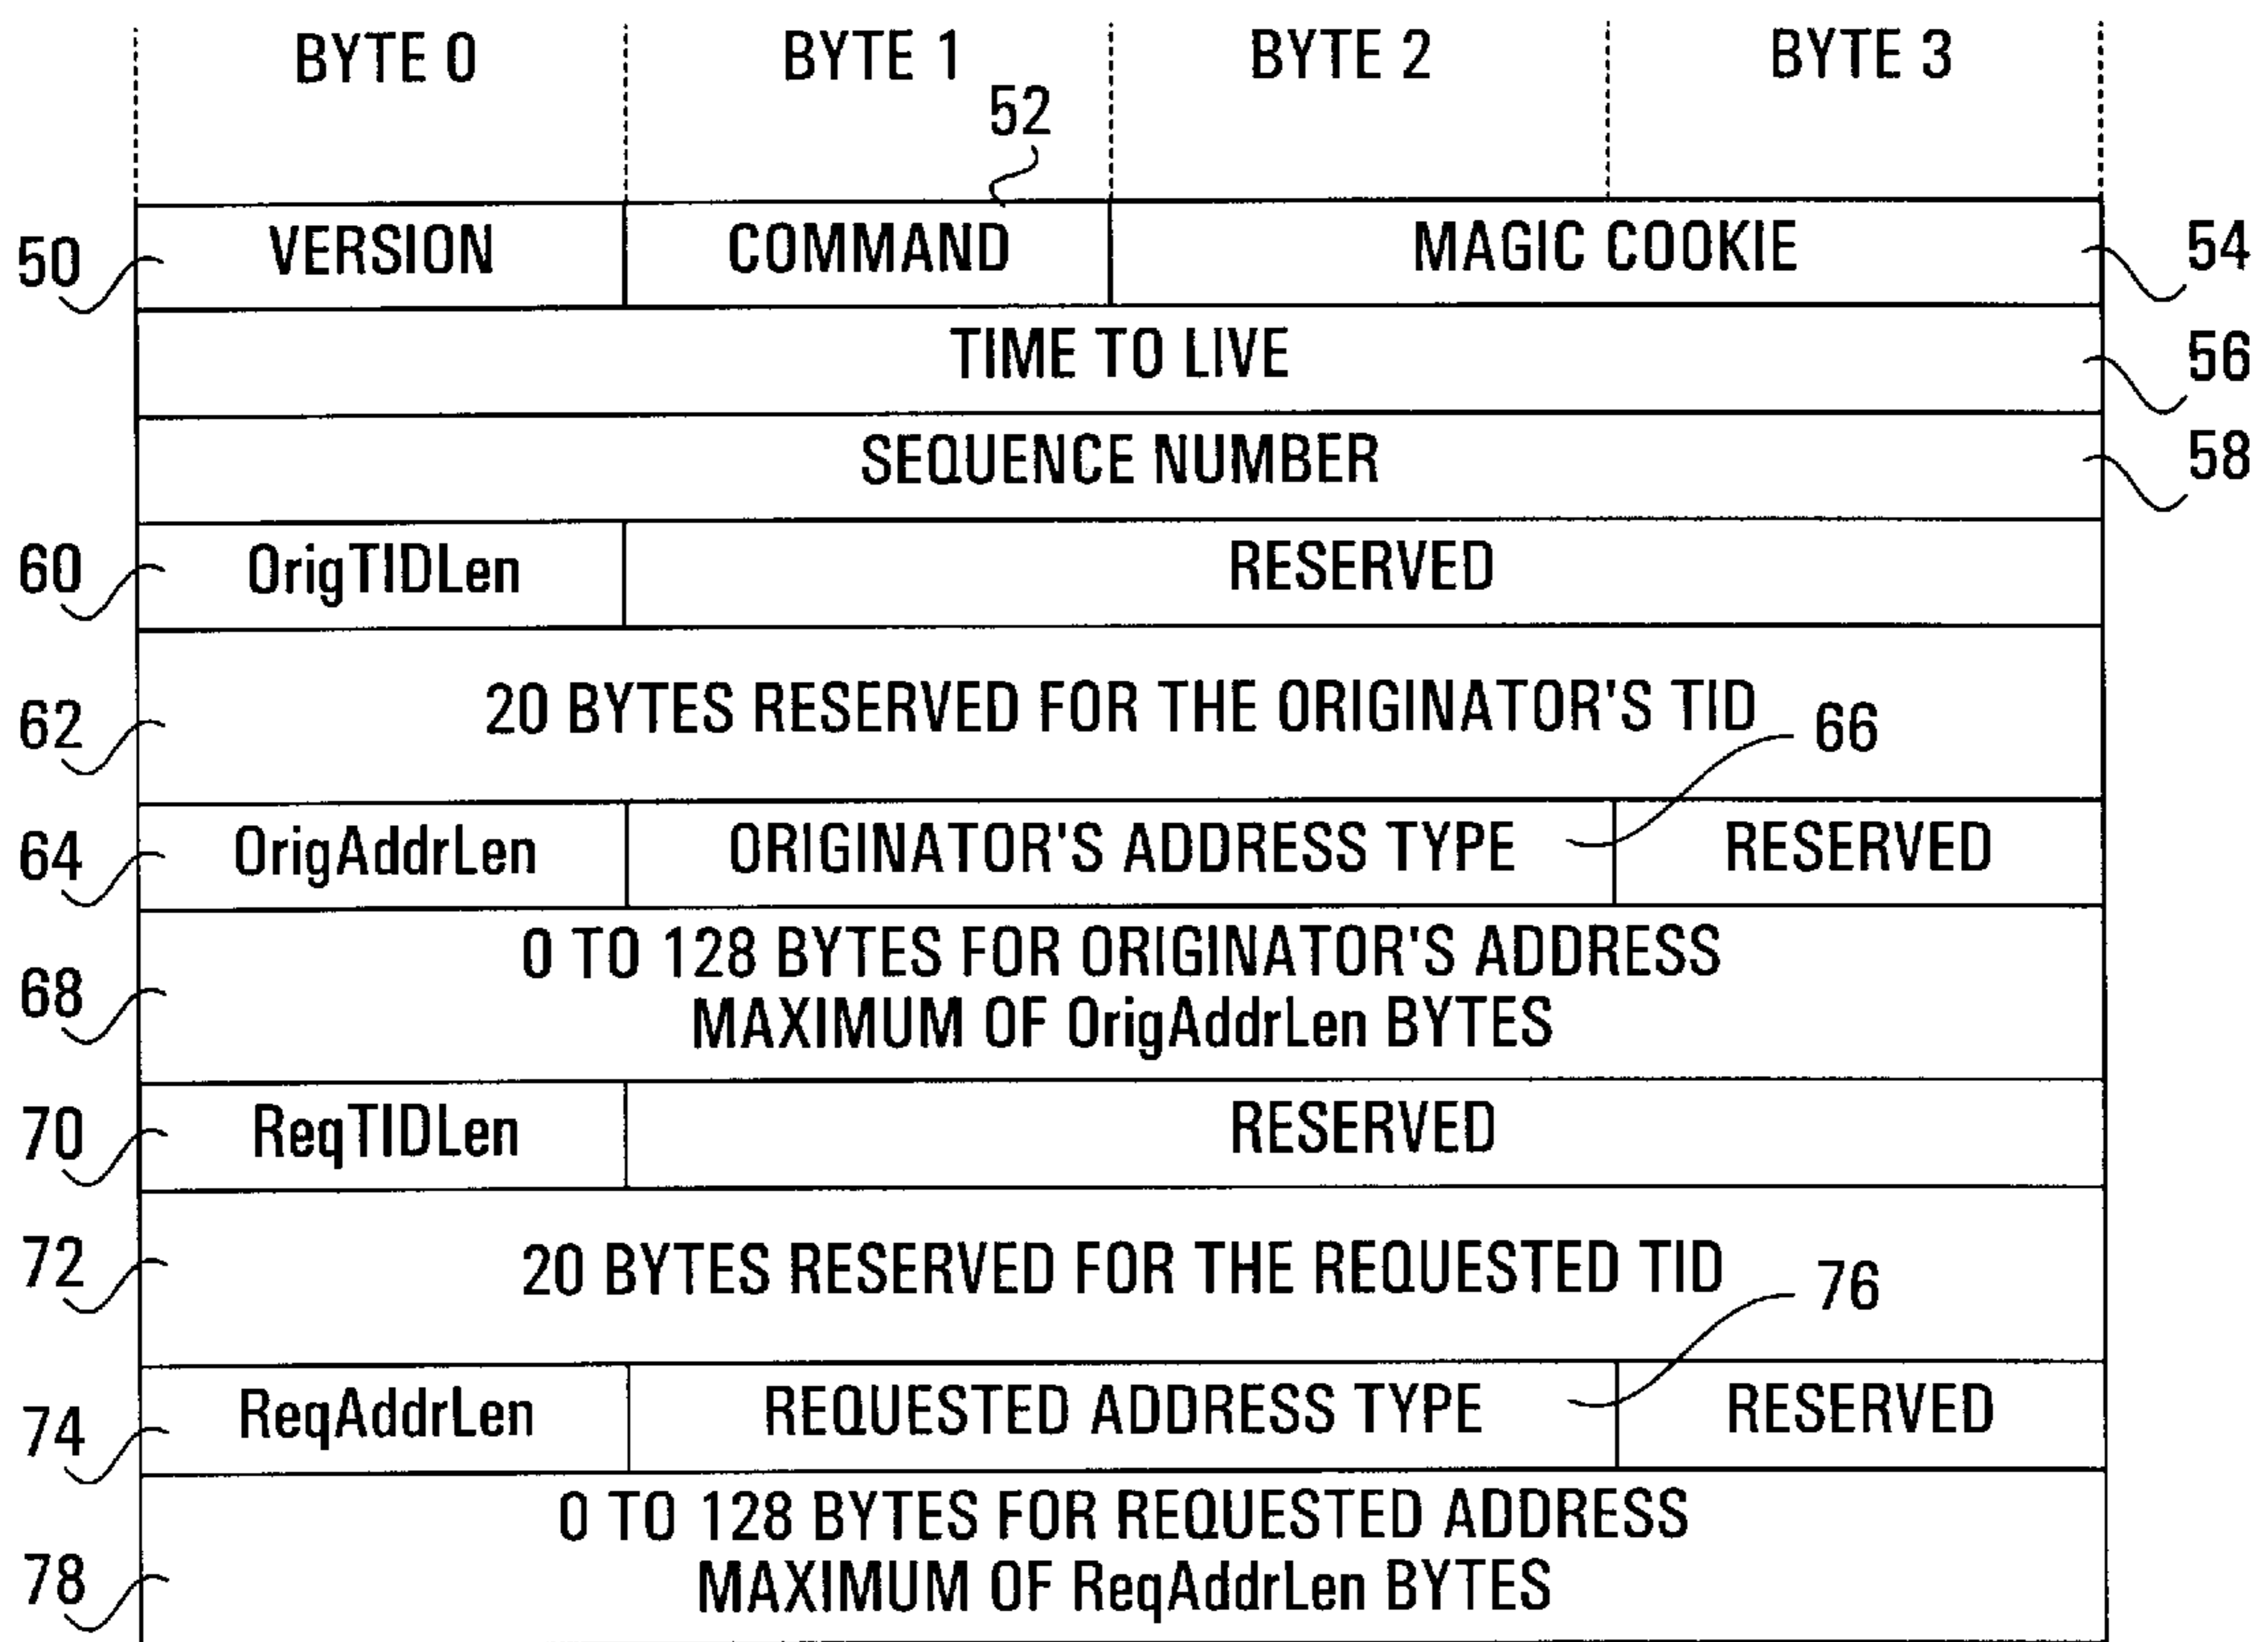 BYTE 0 BYTE 1 BYTE 2 BYTE 3
52
50 VERSION COMMAND MAGIC COOKIE 54
TIME TO LIVE 56
SEQUENCE NUMBER 58
60 OrigTIDLen RESERVED
62 20 BYTES RESERVED FOR THE ORIGINATOR'S TID 66
64 OrigAddrLen ORIGINATOR'S ADDRESS TYPE RESERVED
0 TO 128 BYTES FOR ORIGINATOR'S ADDRESS
68 MAXIMUM OF OrigAddrLen BYTES
70 ReqTIDLen RESERVED
72 20 BYTES RESERVED FOR THE REQUESTED TID 76
74 ReqAddrLen REQUESTED ADDRESS TYPE RESERVED
0 TO 128 BYTES FOR REQUESTED ADDRESS
78 MAXIMUM OF ReqAddrLen BYTES